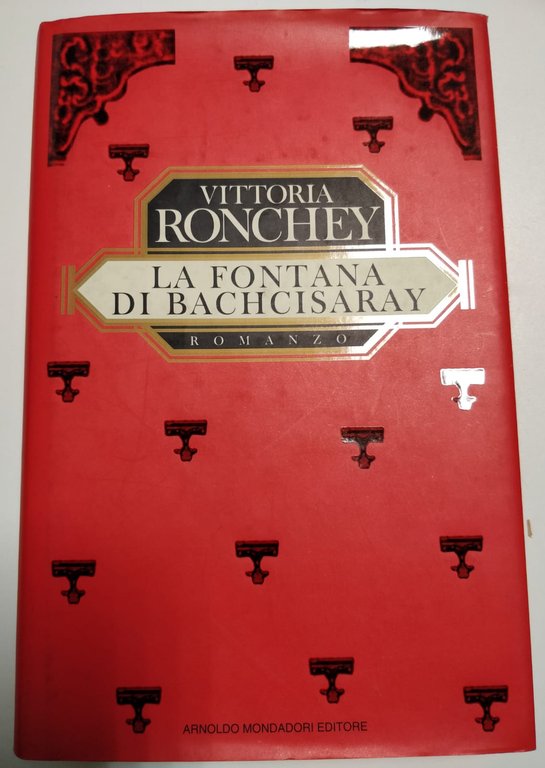 VITTORIA
RONCHEY
LA FONTANA
DI BACHCISARAY
ROMANZO
ARNOLDO MONDADORI EDITORE